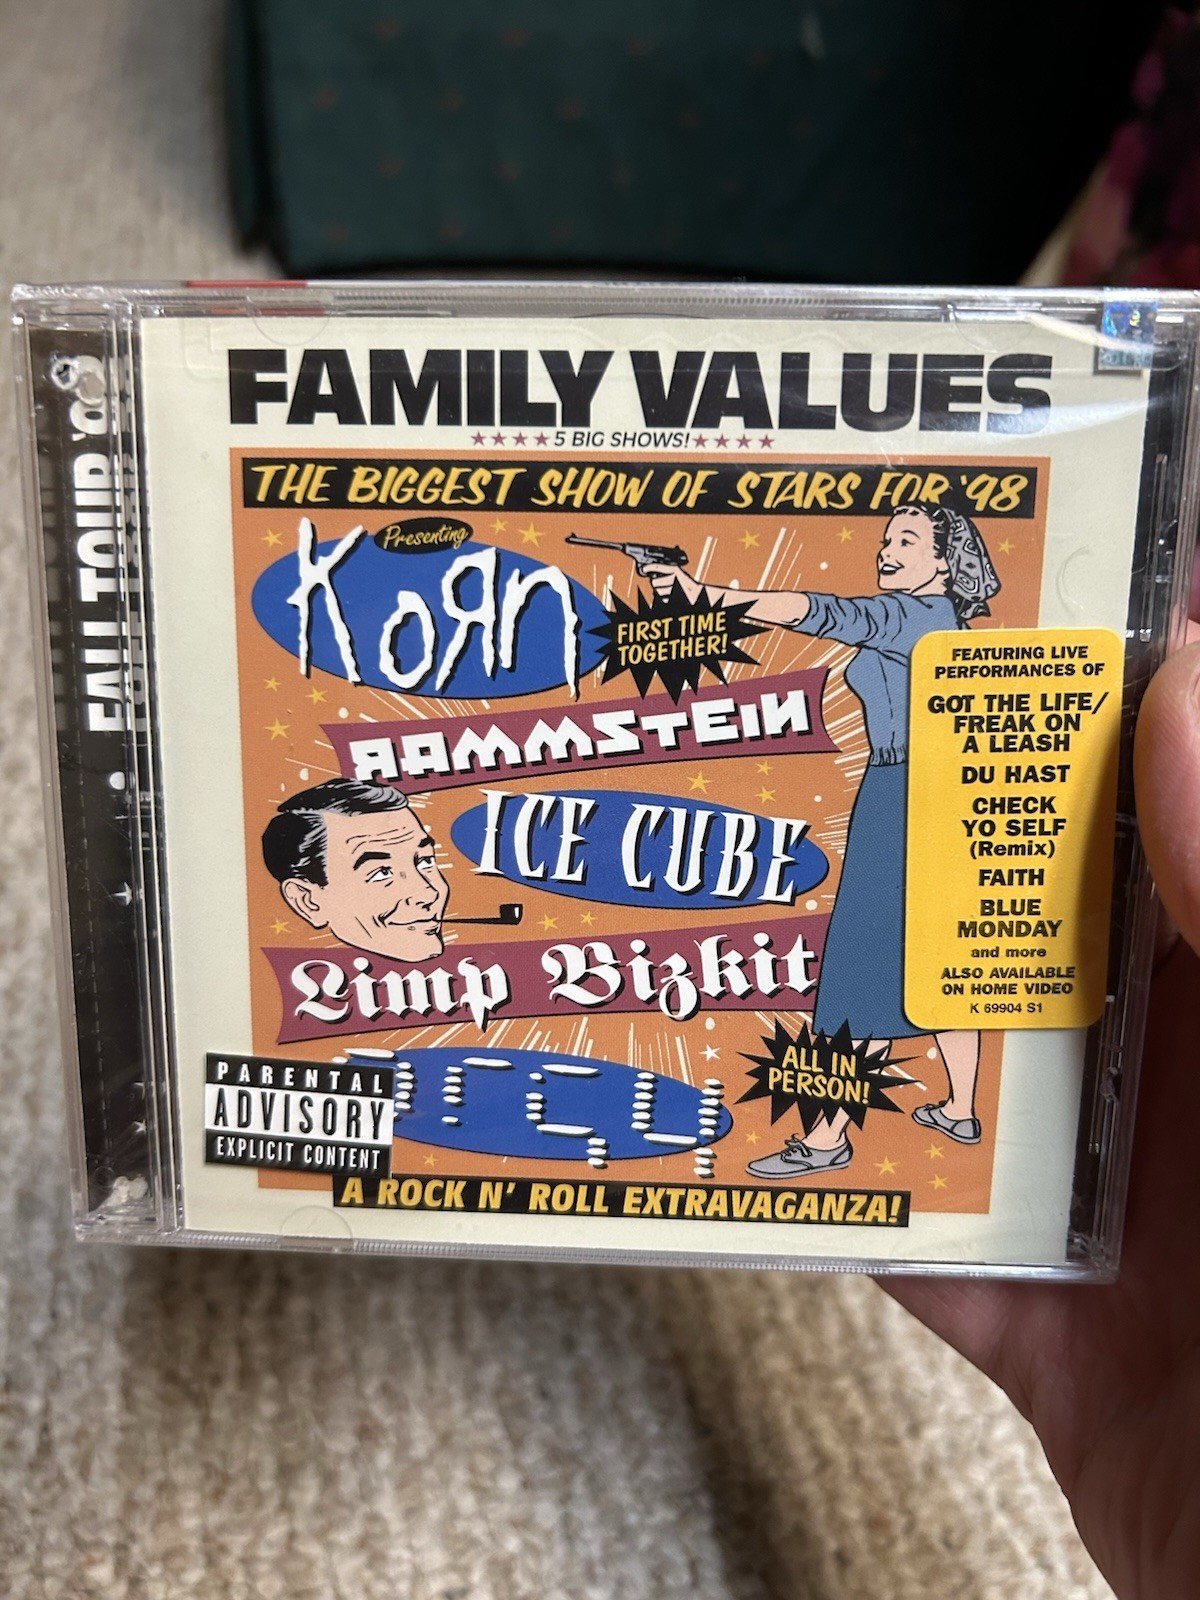 FALL TOUR '98
FAMILY VALUES
5 BIG SHOWS!
THE BIGGEST SHOW OF STARS FOR '98
Presenting
KoЯn
FIRST TIME
TOGETHER!
RAMMSTEIN
ICE CUBE
Limp Bizkit
orgy
ALL IN
PERSON!
A ROCK N' ROLL EXTRAVAGANZA!
PARENTAL
ADVISORY
EXPLICIT CONTENT
FEATURING LIVE
PERFORMANCES OF
GOT THE LIFE/
FREAK ON
A LEASH
DU HAST
CHECK
YO SELF
(Remix)
FAITH
BLUE
MONDAY
and more
ALSO AVAILABLE
ON HOME VIDEO
K 69904 S1